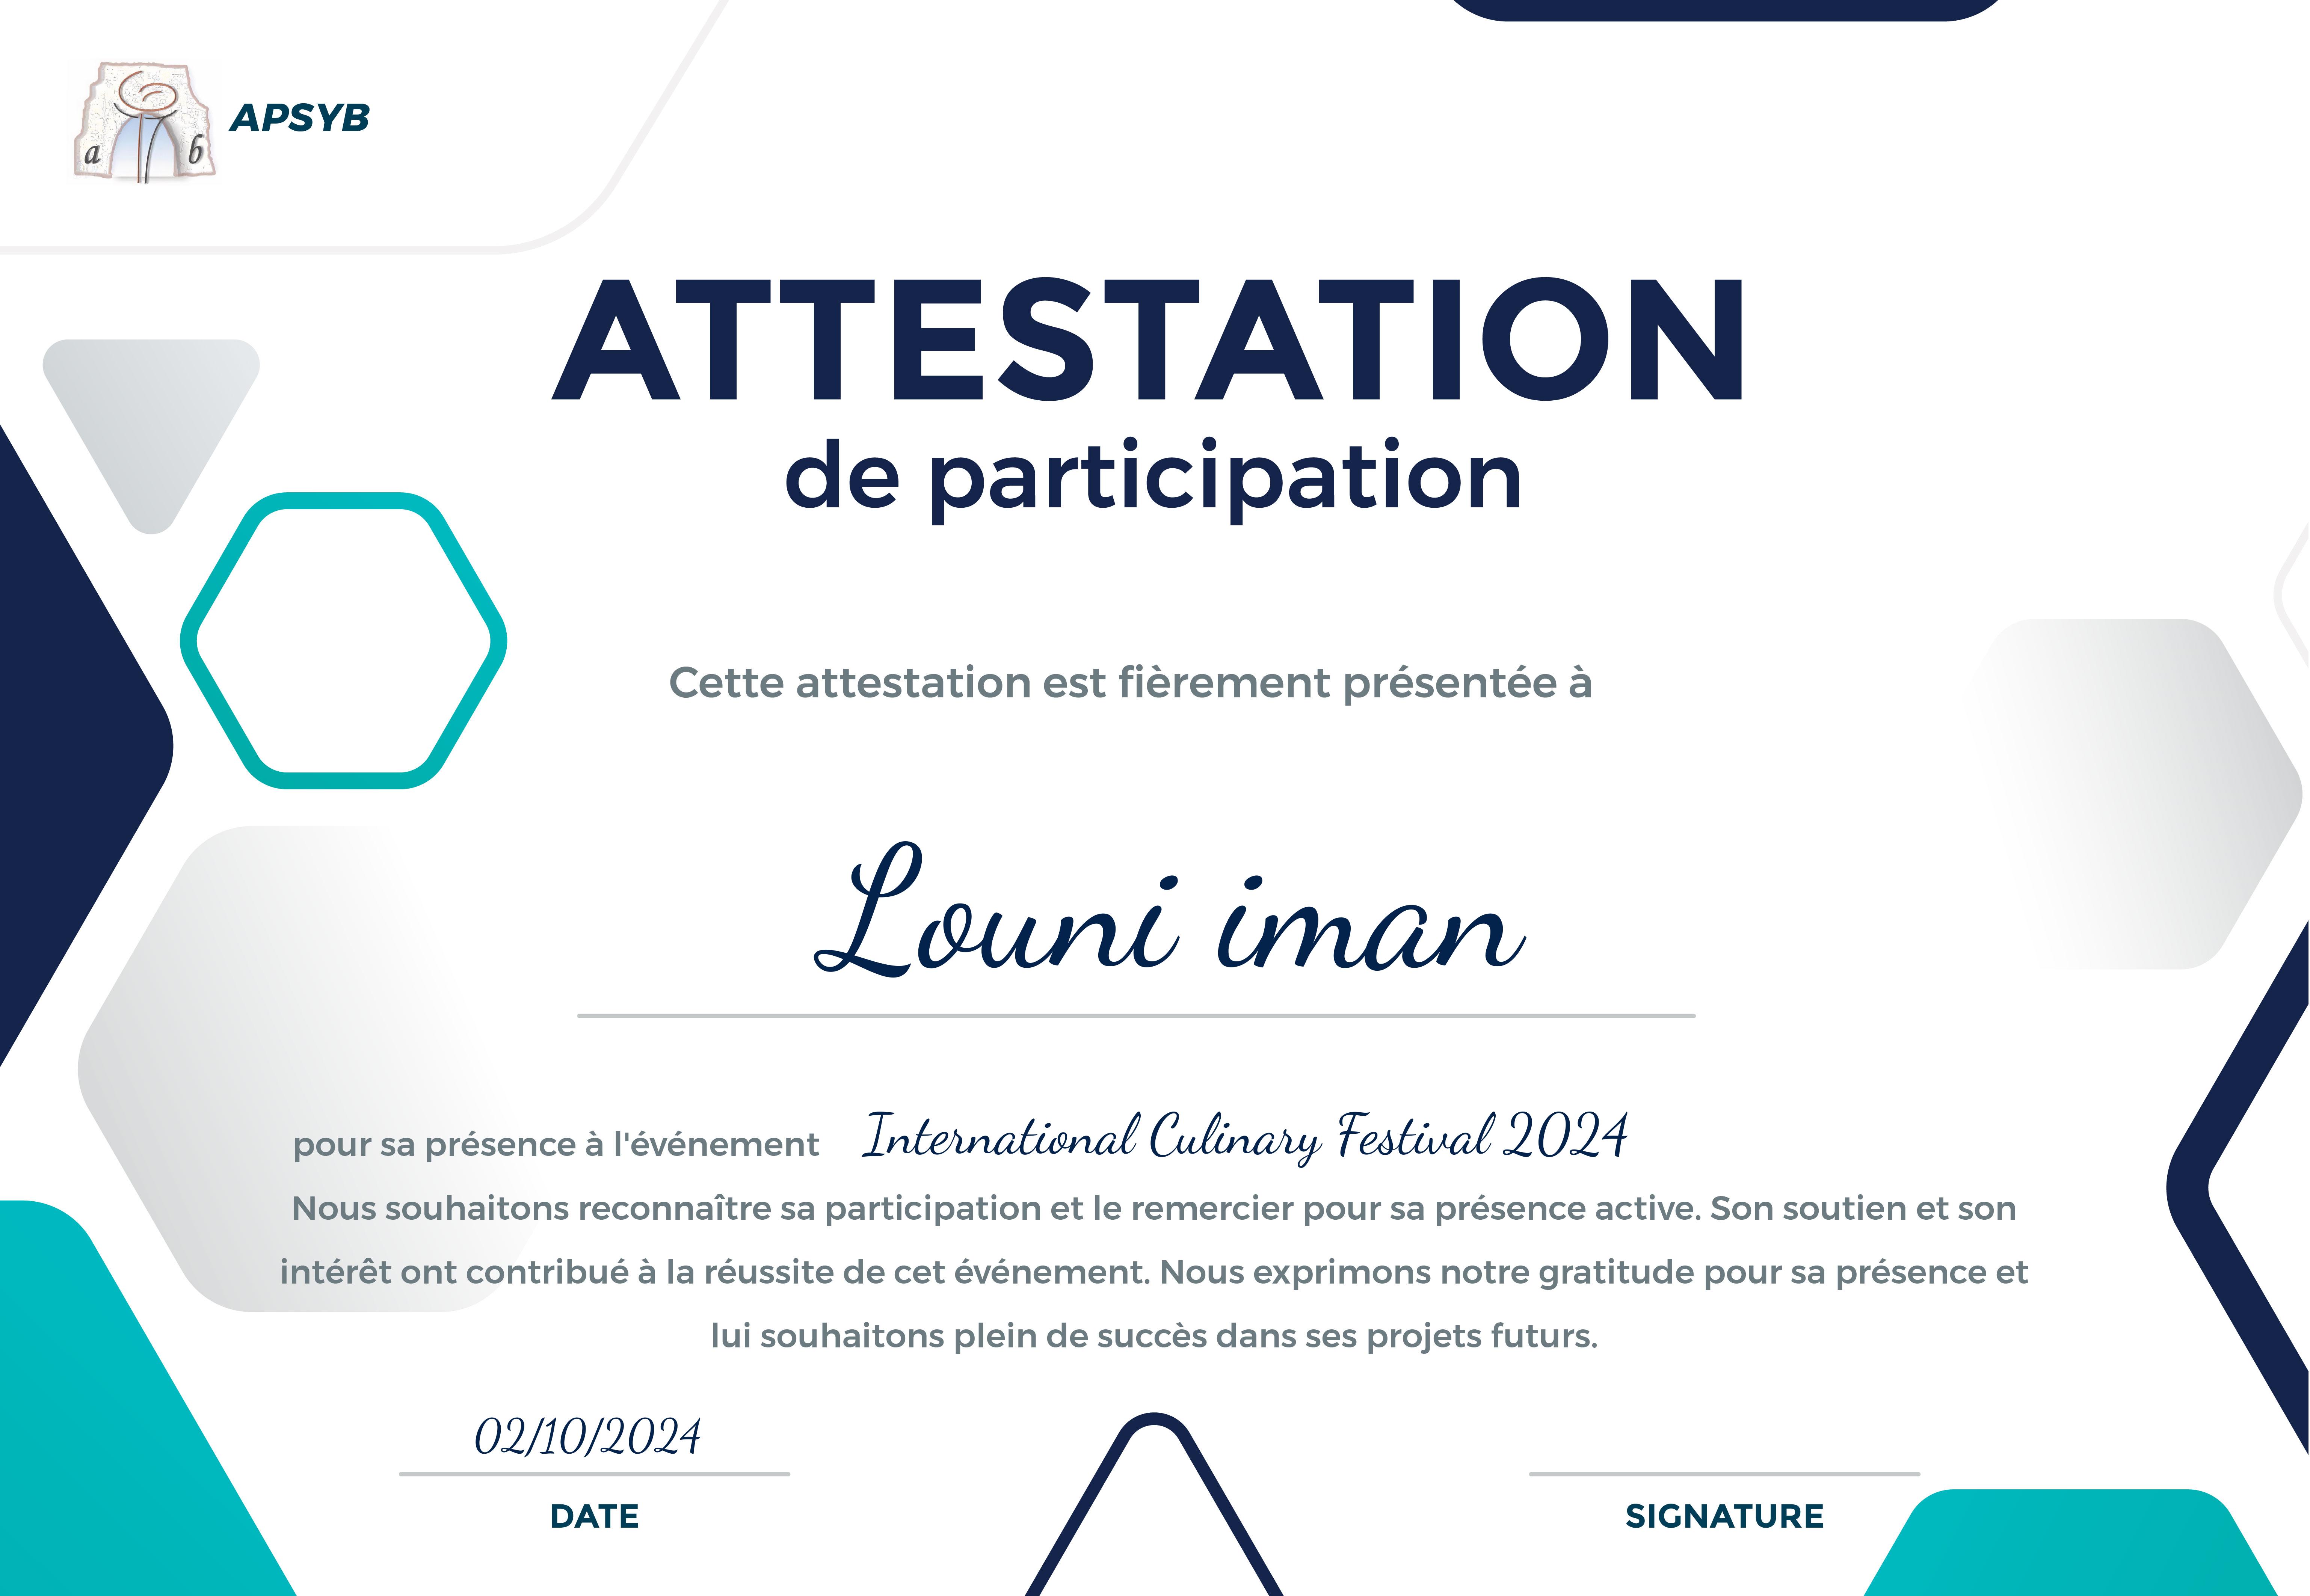 a b APSYB
ATTESTATION
de participation
Cette attestation est fièrement présentée à
Louni iman
pour sa présence à l'événement International Culinary Festival 2024
Nous souhaitons reconnaître sa participation et le remercier pour sa présence active. Son soutien et son
intérêt ont contribué à la réussite de cet événement. Nous exprimons notre gratitude pour sa présence et
lui souhaitons plein de succès dans ses projets futurs.
02/10/2024
DATE SIGNATURE